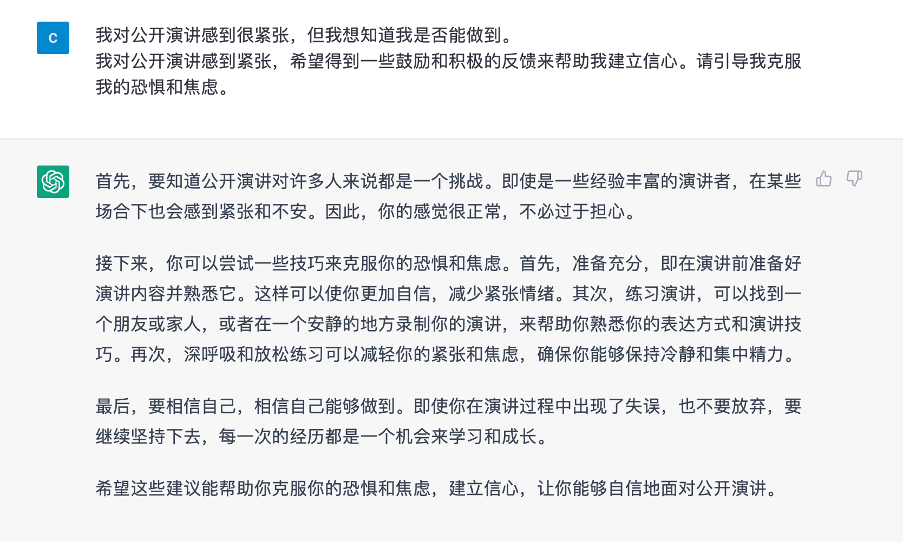 C
我对公开演讲感到很紧张，但我想知道我是否能做到。
我对公开演讲感到紧张，希望得到一些鼓励和积极的反馈来帮助我建立信心。请引导我克服
我的恐惧和焦虑。
首先，要知道公开演讲对许多人来说都是一个挑战。即使是一些经验丰富的演讲者，在某些
场合下也会感到紧张和不安。因此，你的感觉很正常，不必过于担心。
接下来，你可以尝试一些技巧来克服你的恐惧和焦虑。首先，准备充分，即在演讲前准备好
演讲内容并熟悉它。这样可以使你更加自信，减少紧张情绪。其次，练习演讲，可以找到一
个朋友或家人，或者在一个安静的地方录制你的演讲，来帮助你熟悉你的表达方式和演讲技
巧。再次，深呼吸和放松练习可以减轻你的紧张和焦虑，确保你能够保持冷静和集中精力。
最后，要相信自己，相信自己能够做到。即使你在演讲过程中出现了失误，也不要放弃，要
继续坚持下去，每一次的经历都是一个机会来学习和成长。
希望这些建议能帮助你克服你的恐惧和焦虑，建立信心，让你能够自信地面对公开演讲。